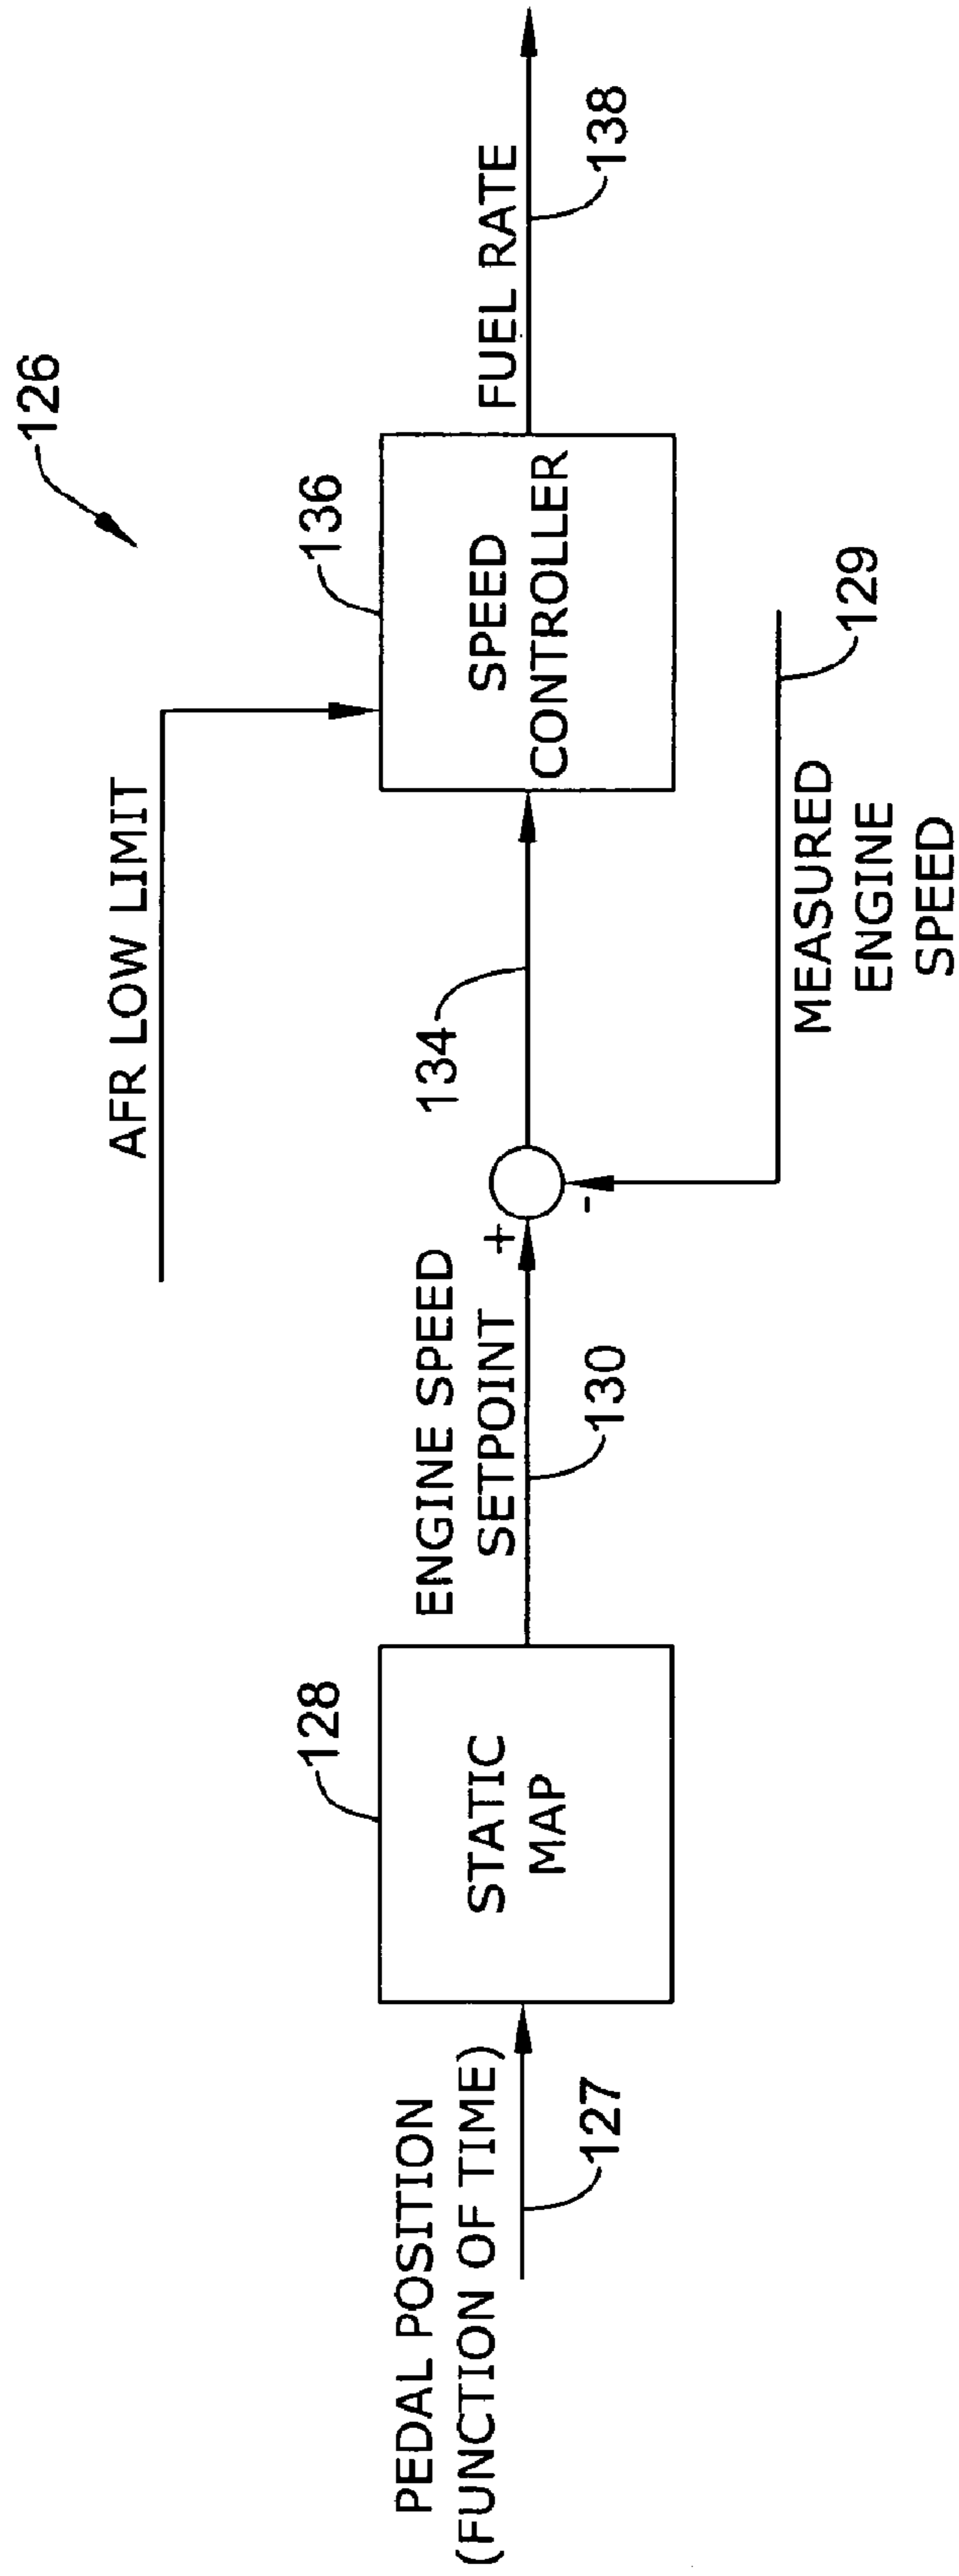 126
AFR LOW LIMIT
136
SPEED
CONTROLLER
FUEL RATE
138
128
STATIC
MAP
PEDAL POSITION
(FUNCTION OF TIME)
127
ENGINE SPEED
SETPOINT
130
+
-
134
MEASURED
ENGINE
SPEED
129